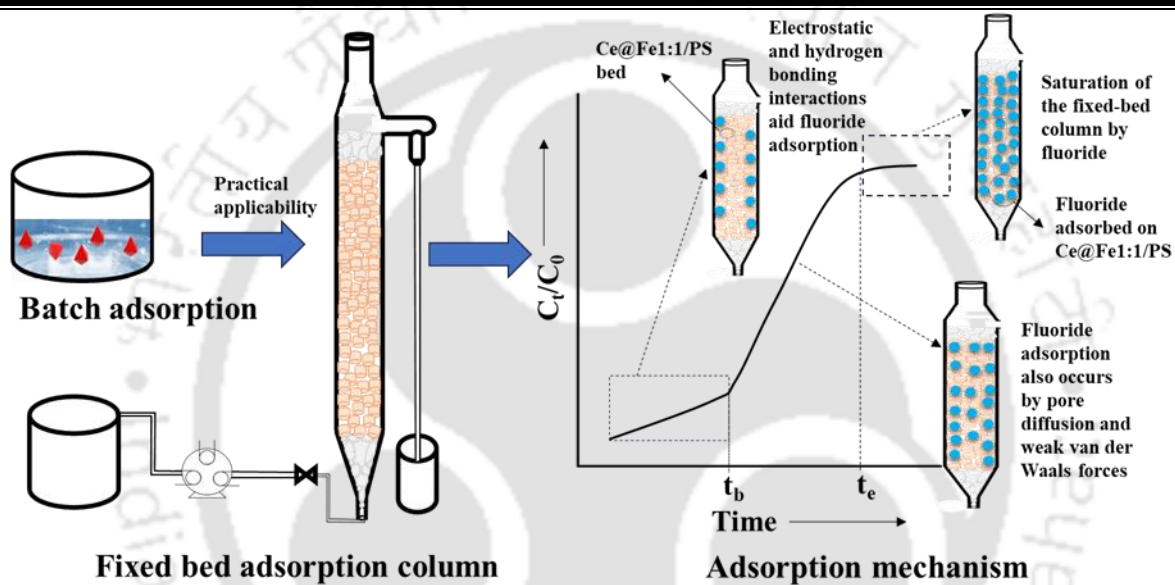 Practical
applicability
Batch adsorption
Fixed bed adsorption column
Ce@Fe1:1/PS
bed
Electrostatic
and hydrogen
bonding
interactions
aid fluoride
adsorption
Saturation of
the fixed-bed
column by
fluoride
Fluoride
adsorbed on
Ce@Fe1:1/PS
Fluoride
adsorption
also occurs
by pore
diffusion and
weak van der
Waals forces
Cₜ/C₀
t_b
t_e
Time
Adsorption mechanism